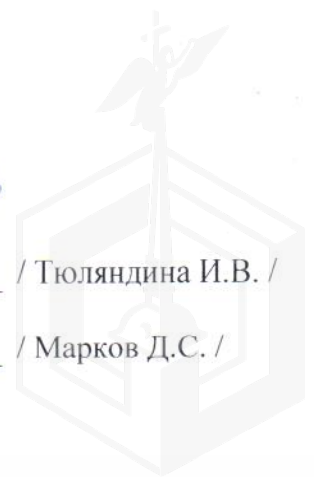 _ / Тюляндина И.В. /
_ / Марков Д.С. /